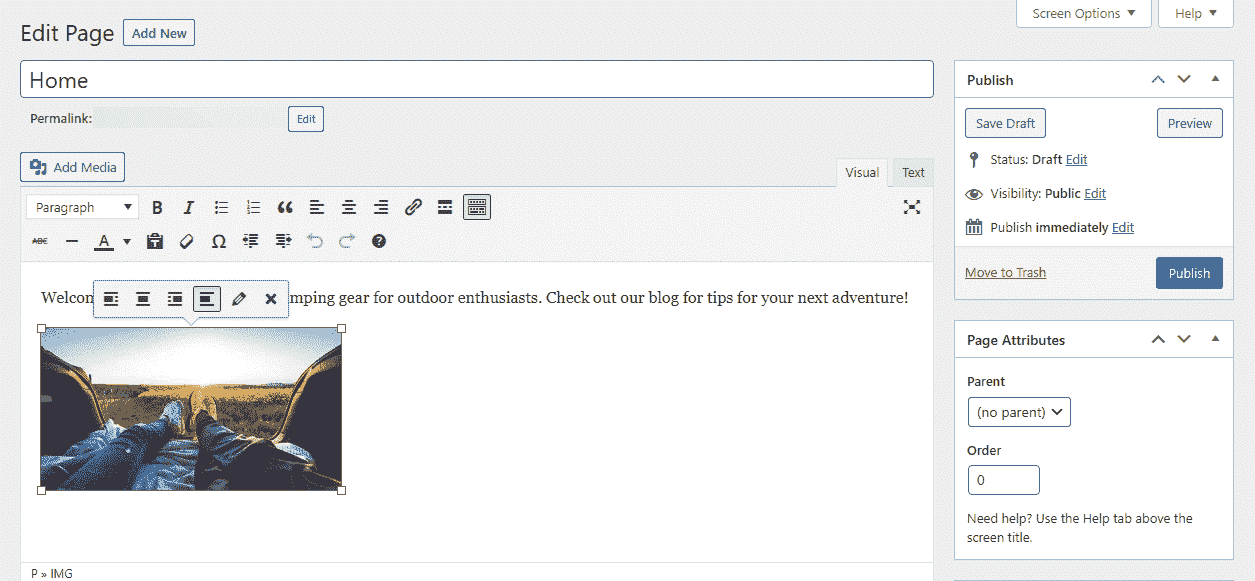 Screen Options Help
Edit Page Add New
Home
Permalink: Edit
Add Media
Visual Text
Paragraph B I
ABC A Ω
mping gear for outdoor enthusiasts. Check out our blog for tips for your next adventure!
P » IMG
Publish
Save Draft Preview
Status: Draft Edit
Visibility: Public Edit
Publish immediately Edit
Move to Trash Publish
Page Attributes
Parent
(no parent)
Order
0
Need help? Use the Help tab above the
screen title.